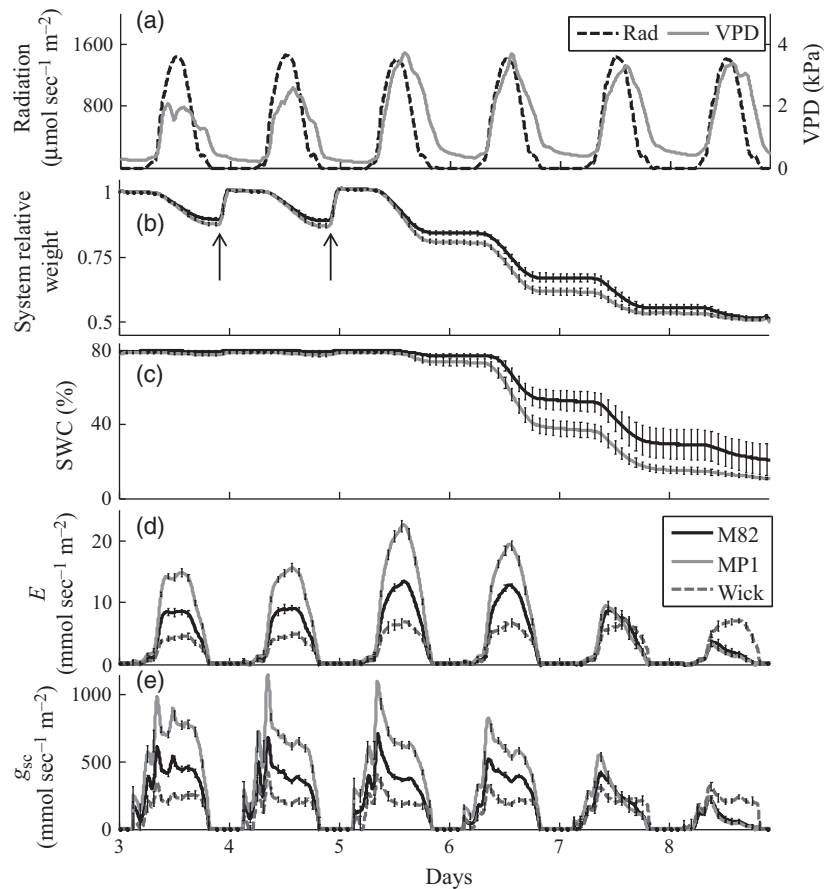 (a)
Rad VPD
1600
800
Radiation
(μmol sec⁻¹ m⁻²)
4
2
0
VPD (kPa)
(b)
1
0.75
0.5
System relative
weight
(c)
80
40
0
SWC (%)
(d)
M82
MP1
Wick
20
10
0
E
(mmol sec⁻¹ m⁻²)
(e)
1000
500
0
gsc
(mmol sec⁻¹ m⁻²)
3 4 5 6 7 8
Days